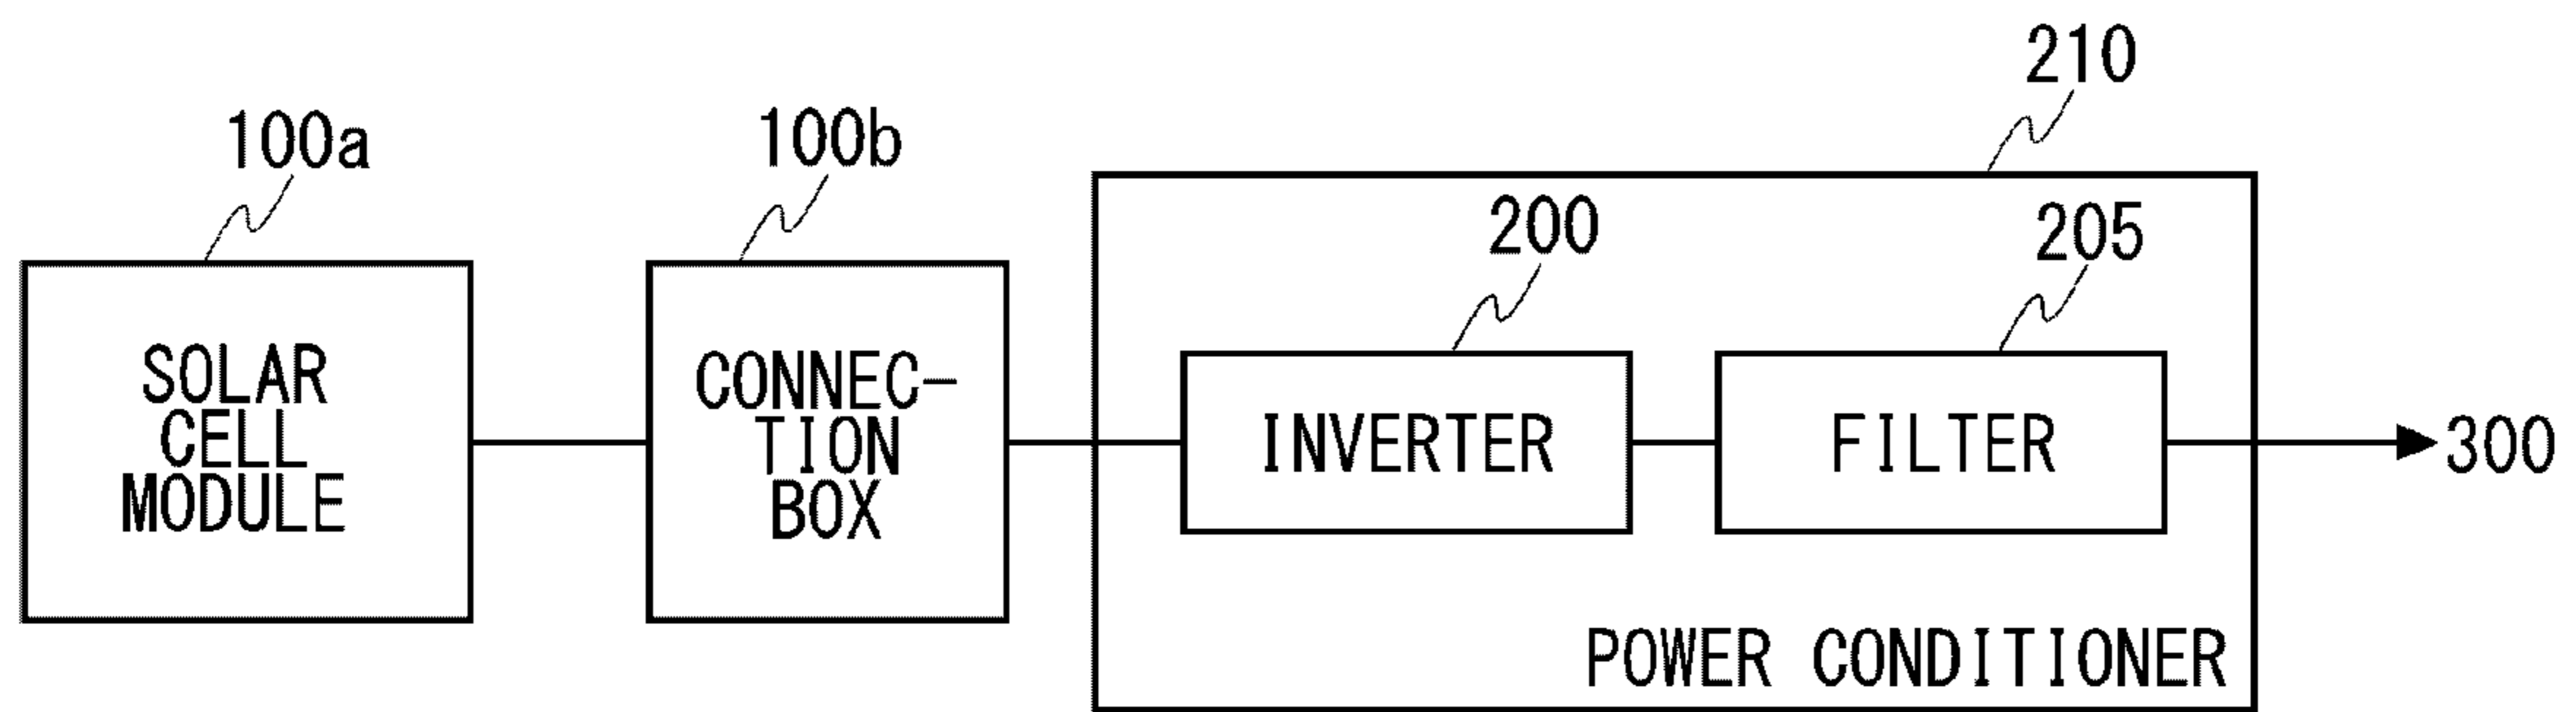 210
100a
100b
200
205
SOLAR
CELL
MODULE
CONNEC-
TION
BOX
INVERTER
FILTER
300
POWER CONDITIONER